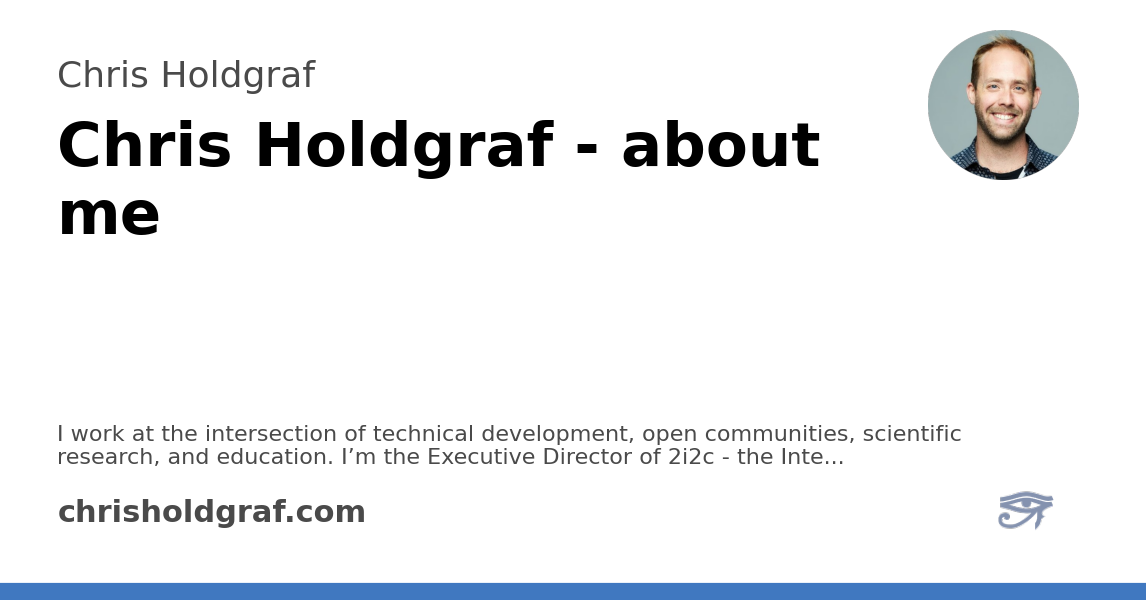 Chris Holdgraf
Chris Holdgraf - about
me
I work at the intersection of technical development, open communities, scientific
research, and education. I’m the Executive Director of 2i2c - the Inte...
chrisholdgraf.com